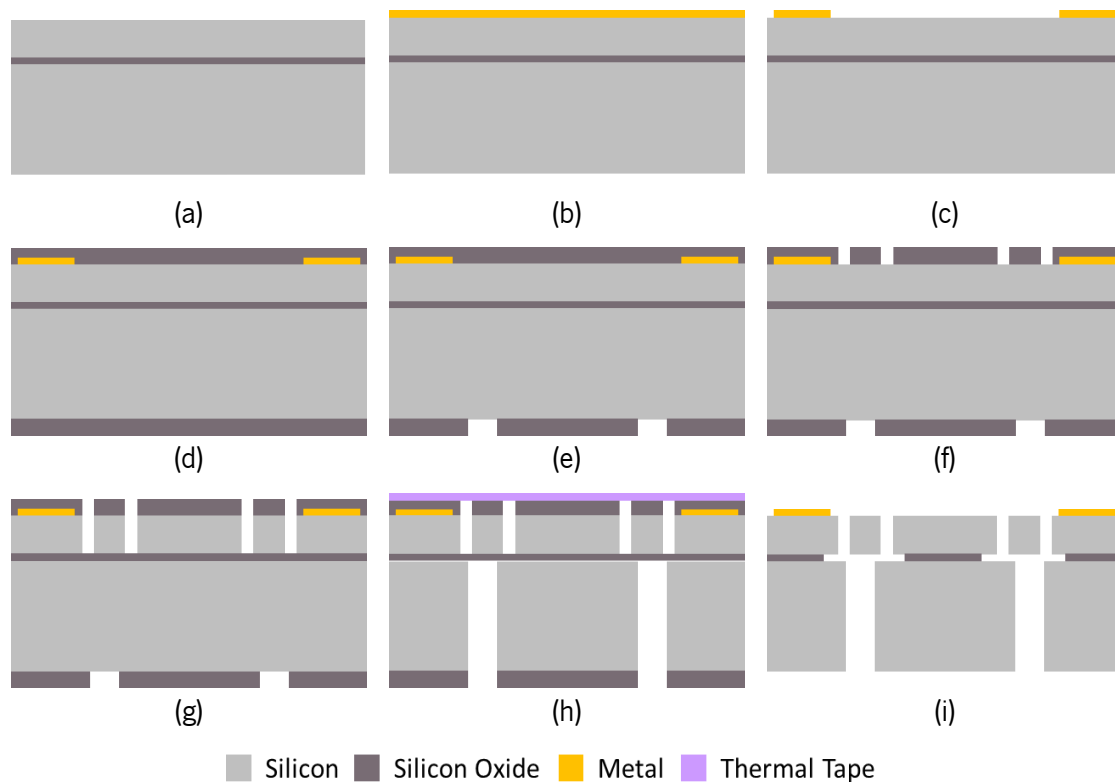 (a) (b) (c)
(d) (e) (f)
(g) (h) (i)
Silicon Silicon Oxide Metal Thermal Tape